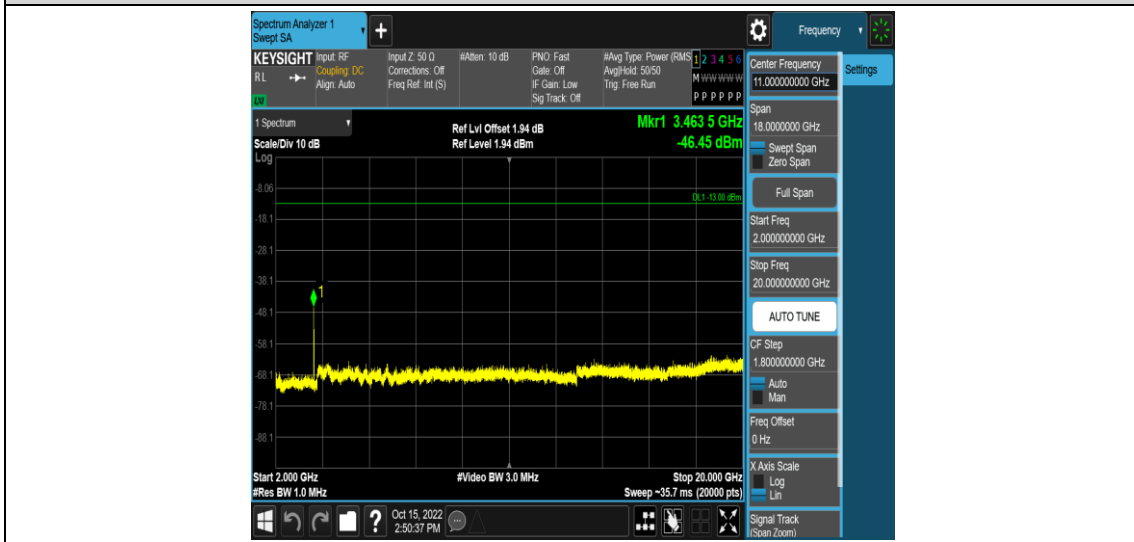 Spectrum Analyzer 1
Swept SA
+
Frequency
KEYSIGHT
RL
LXI
Input: RF
Coupling: DC
Align: Auto
Input Z: 50 Ω
Corrections: Off
Freq Ref: Int (S)
#Atten: 10 dB
PNO: Fast
Gate: Off
IF Gain: Low
Sig Track: Off
#Avg Type: Power (RMS
Avg|Hold: 50/50
Trig: Free Run
1 2 3 4 5 6
M W W W W W
P P P P P P
1 Spectrum
Scale/Div 10 dB
Log
Ref Lvl Offset 1.94 dB
Ref Level 1.94 dBm
Mkr1 3.463 5 GHz
-46.45 dBm
-8.06
DL1 -13.00 dBm
-18.1
-28.1
-38.1
1
-48.1
-58.1
-68.1
-78.1
-88.1
Start 2.000 GHz
#Res BW 1.0 MHz
#Video BW 3.0 MHz
Stop 20.000 GHz
Sweep ~35.7 ms (20000 pts)
?
Oct 15, 2022
2:50:37 PM
Center Frequency
11.000000000 GHz
Settings
Span
18.0000000 GHz
Swept Span
Zero Span
Full Span
Start Freq
2.000000000 GHz
Stop Freq
20.000000000 GHz
AUTO TUNE
CF Step
1.800000000 GHz
Auto
Man
Freq Offset
0 Hz
X Axis Scale
Log
Lin
Signal Track
(Span Zoom)